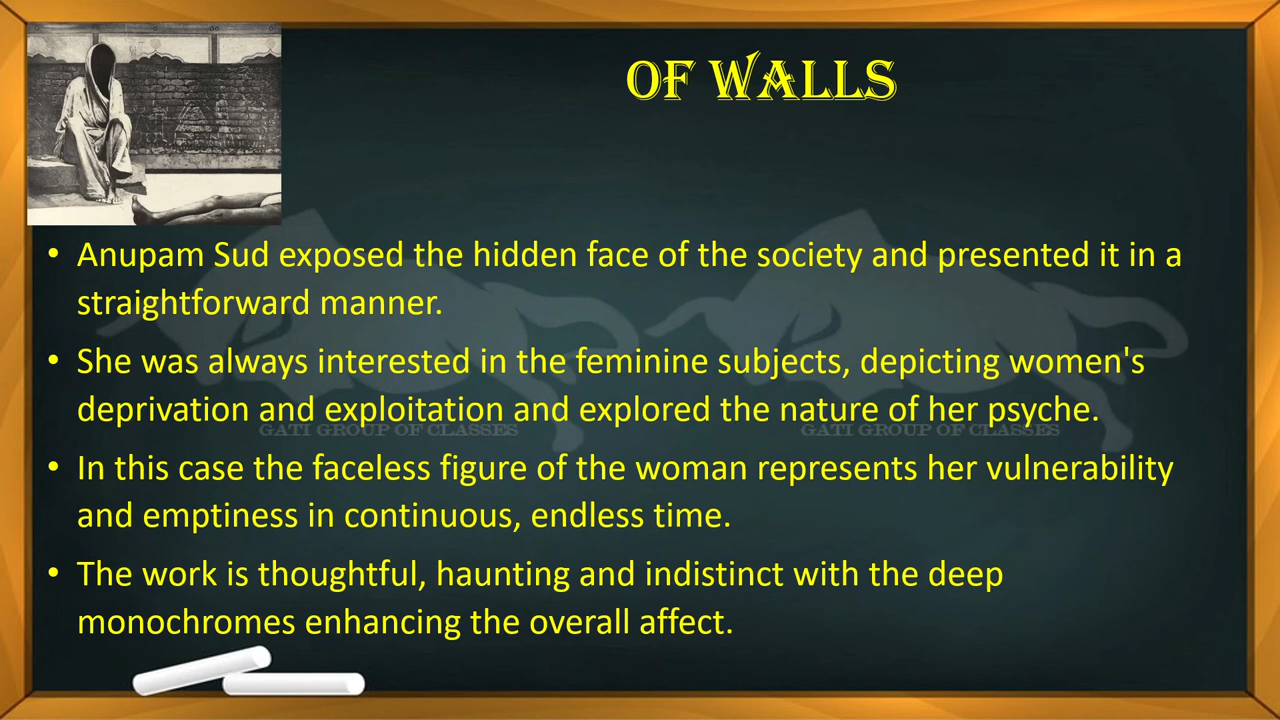 OF WALLS
• Anupam Sud exposed the hidden face of the society and presented it in a
straightforward manner.
• She was always interested in the feminine subjects, depicting women's
deprivation and exploitation and explored the nature of her psyche.
GATI GROUP OF CLASSES GATI GROUP OF CLASSES
• In this case the faceless figure of the woman represents her vulnerability
and emptiness in continuous, endless time.
• The work is thoughtful, haunting and indistinct with the deep
monochromes enhancing the overall affect.